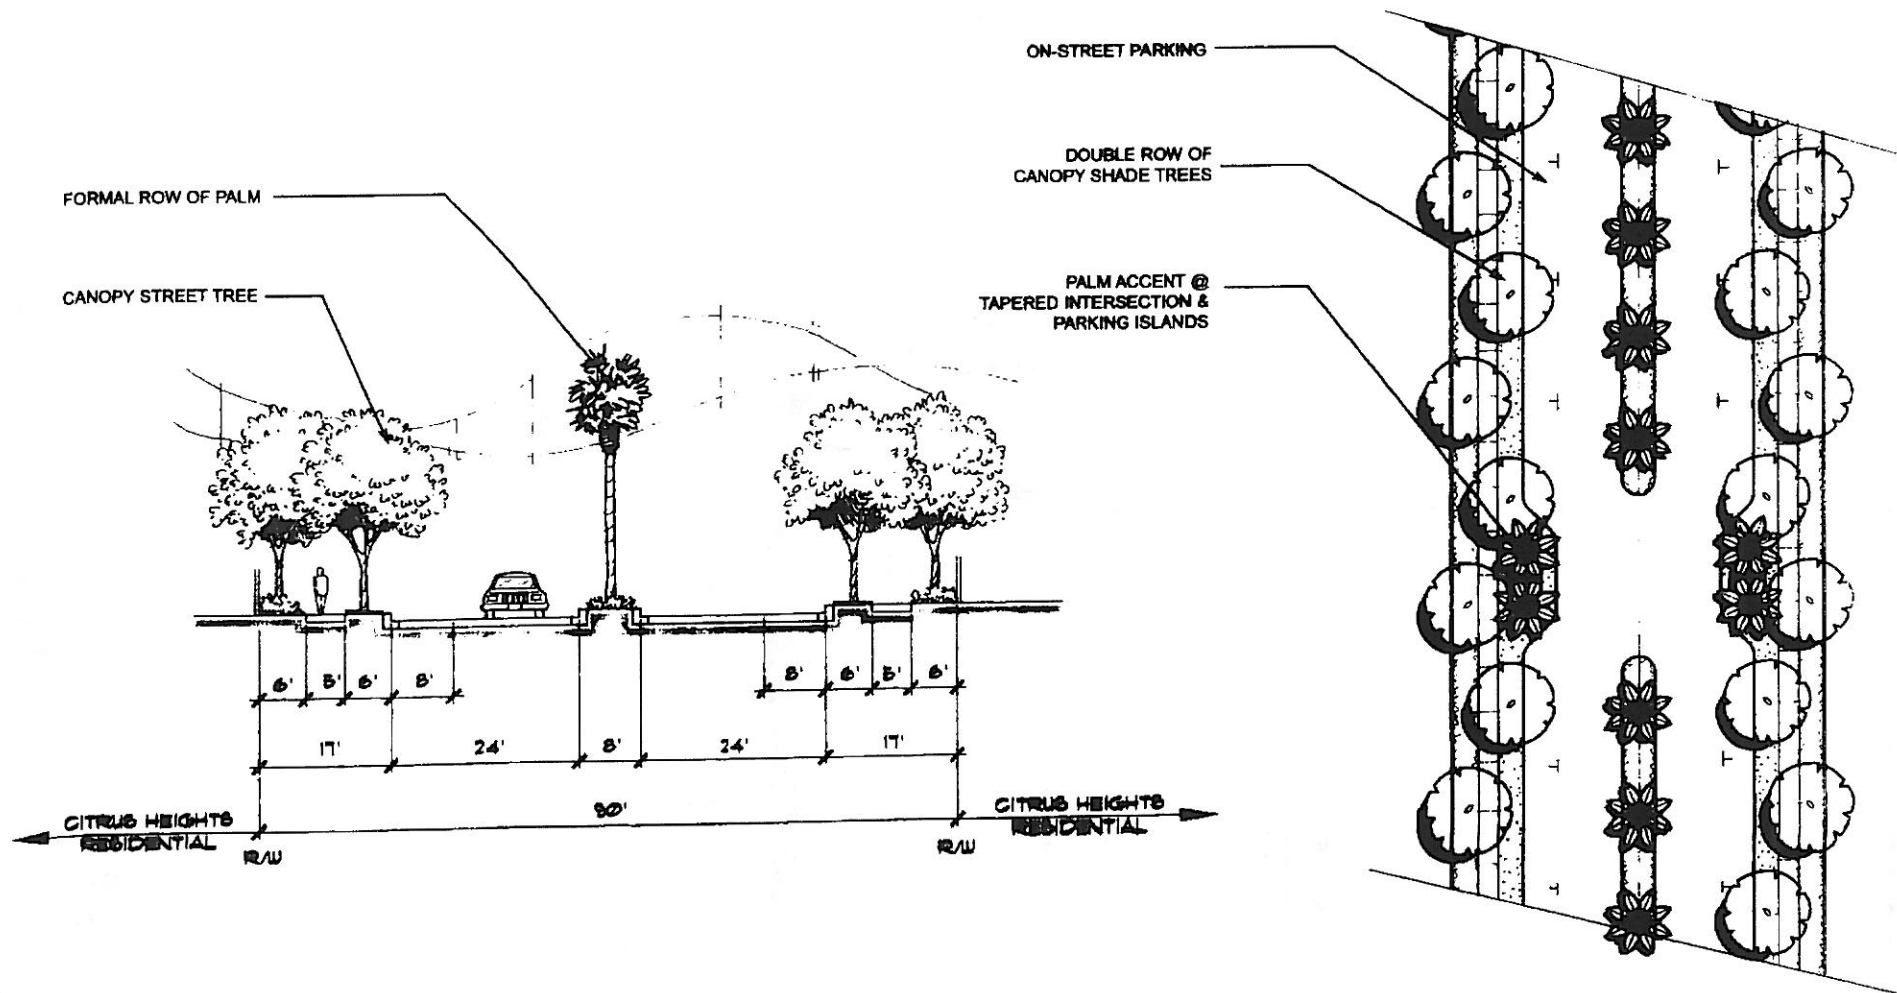 ON-STREET PARKING
DOUBLE ROW OF
CANOPY SHADE TREES
FORMAL ROW OF PALM
PALM ACCENT @
TAPERED INTERSECTION &
PARKING ISLANDS
CANOPY STREET TREE
6' 5' 6' 8' 8' 6' 5' 6'
17' 24' 8' 24' 17'
90'
CITRUS HEIGHTS
RESIDENTIAL
R/W
CITRUS HEIGHTS
RESIDENTIAL
R/W